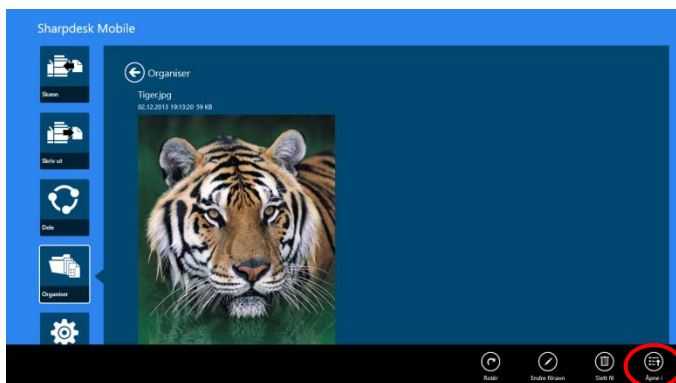 Sharpdesk Mobile
Skann
Skriv ut
Dele
Organiser
Organiser
Tiger.jpg
02.12.2013 19:13:20 59 KB
Rotér
Endre filnavn
Slett fil
Åpne i